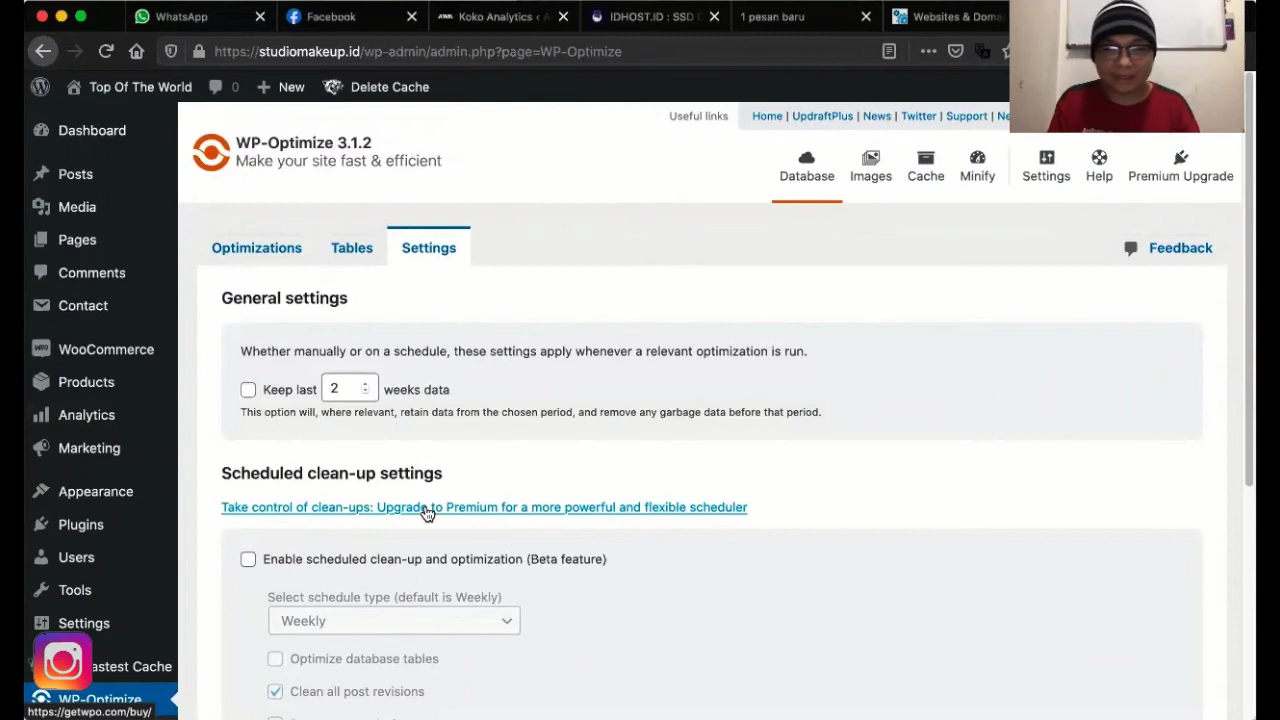 WhatsApp
Facebook
Koko Analytics ‹ A
IDHOST.ID : SSD
1 pesan baru
Websites & Doma
https://studiomakeup.id/wp-admin/admin.php?page=WP-Optimize
Top Of The World
0
New
Delete Cache
Dashboard
Posts
Media
Pages
Comments
Contact
WooCommerce
Products
Analytics
Marketing
Appearance
Plugins
Users
Tools
Settings
astest Cache
WP-Optimize
https://getwpo.com/buy/
WP-Optimize 3.1.2
Make your site fast & efficient
Useful links
Home | UpdraftPlus | News | Twitter | Support | Ne
Database
Images
Cache
Minify
Settings
Help
Premium Upgrade
Optimizations
Tables
Settings
Feedback
General settings
Whether manually or on a schedule, these settings apply whenever a relevant optimization is run.
Keep last 2 weeks data
This option will, where relevant, retain data from the chosen period, and remove any garbage data before that period.
Scheduled clean-up settings
Take control of clean-ups: Upgrade to Premium for a more powerful and flexible scheduler
Enable scheduled clean-up and optimization (Beta feature)
Select schedule type (default is Weekly)
Weekly
Optimize database tables
Clean all post revisions